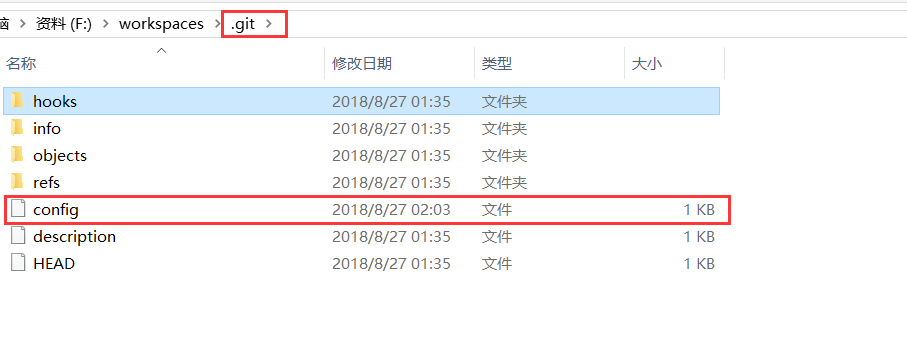 脑 > 资料 (F:) > workspaces > .git >
名称 修改日期 类型 大小
hooks 2018/8/27 01:35 文件夹
info 2018/8/27 01:35 文件夹
objects 2018/8/27 01:35 文件夹
refs 2018/8/27 01:35 文件夹
config 2018/8/27 02:03 文件 1 KB
description 2018/8/27 01:35 文件 1 KB
HEAD 2018/8/27 01:35 文件 1 KB